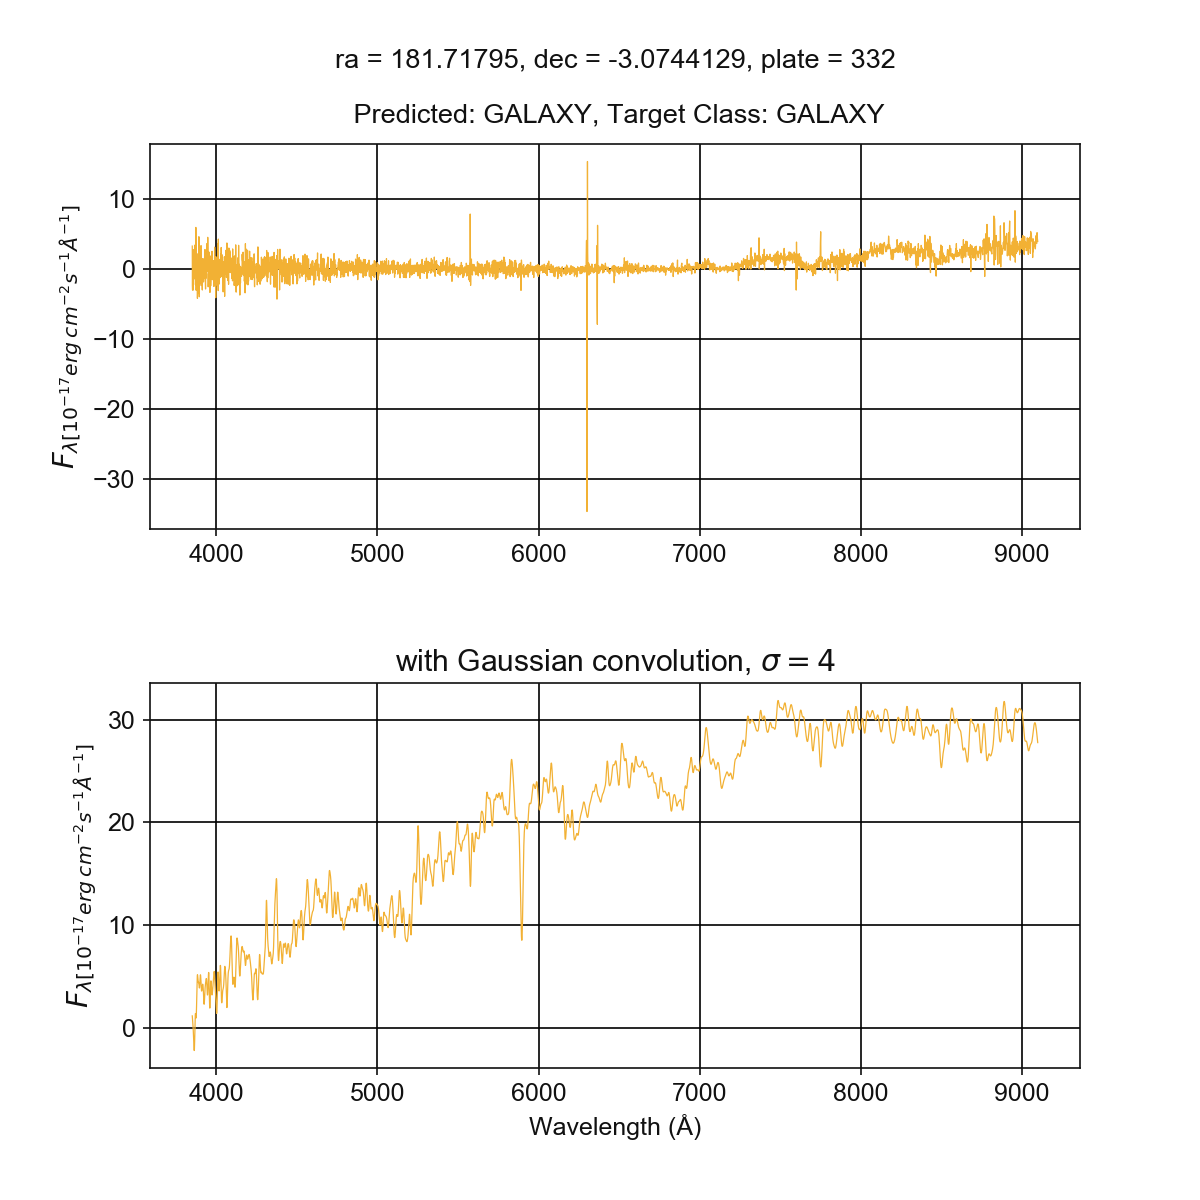 ra = 181.71795, dec = -3.0744129, plate = 332
Predicted: GALAXY, Target Class: GALAXY
F_λ[10^{−17} erg cm^{−2} s^{−1} Å^{−1}]
10
0
−10
−20
−30
4000 5000 6000 7000 8000 9000
with Gaussian convolution, σ = 4
F_λ[10^{−17} erg cm^{−2} s^{−1} Å^{−1}]
30
20
10
0
4000 5000 6000 7000 8000 9000
Wavelength (Å)